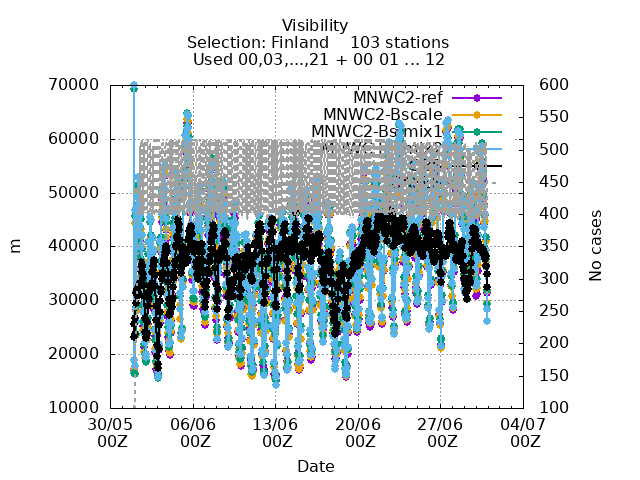 Visibility
Selection: Finland 103 stations
Used 00,03,...,21 + 00 01 ... 12
70000
60000
50000
40000
30000
20000
10000
m
600
550
500
450
400
350
300
250
200
150
100
No cases
MNWC2-ref
MNWC2-Bscale
MNWC2-Bsimix1
30/05 06/06 13/06 20/06 27/06 04/07
00Z 00Z 00Z 00Z 00Z 00Z
Date